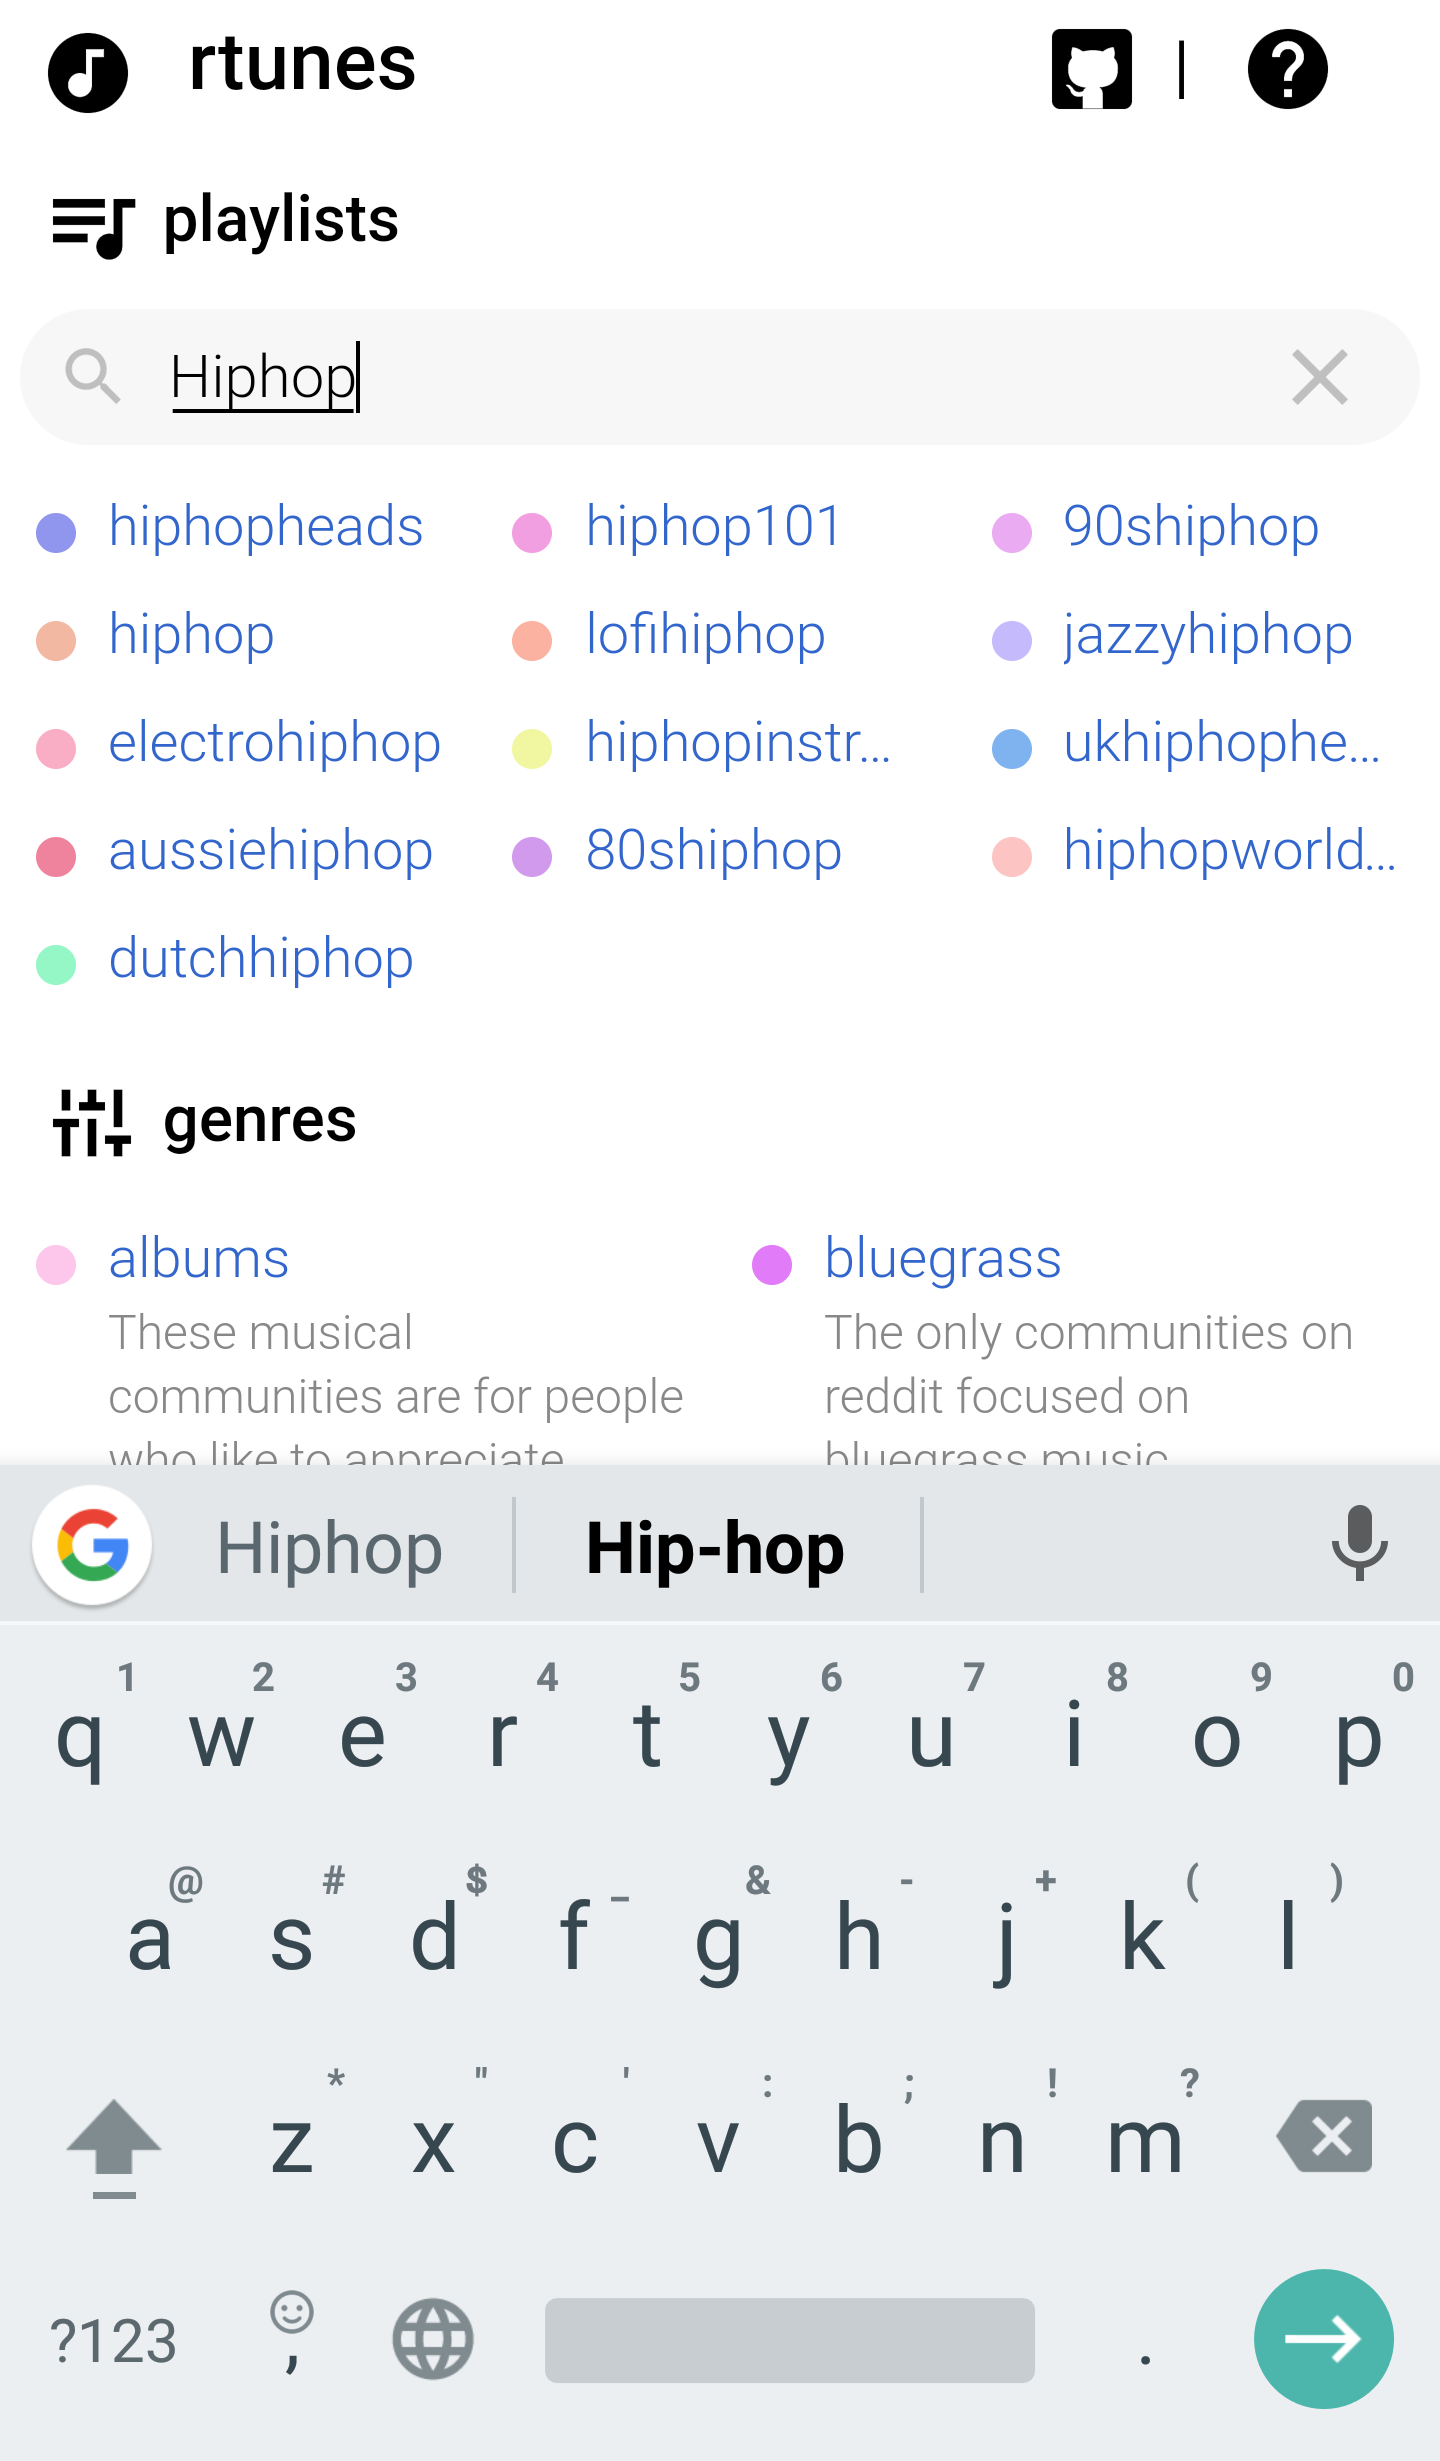 rtunes
playlists
Hiphop
hiphopheads hiphop101 90shiphop
hiphop lofihiphop jazzyhiphop
electrohiphop hiphopinstr... ukhiphophe...
aussiehiphop 80shiphop hiphopworld...
dutchhiphop
genres
albums
These musical
communities are for people
who like to appreciate
bluegrass
The only communities on
reddit focused on
bluegrass music
Hiphop Hip-hop
1 2 3 4 5 6 7 8 9 0
q w e r t y u i o p
@ # $ _ & - + ( )
a s d f g h j k l
* " ' : ; ! ?
z x c v b n m
?123 , .